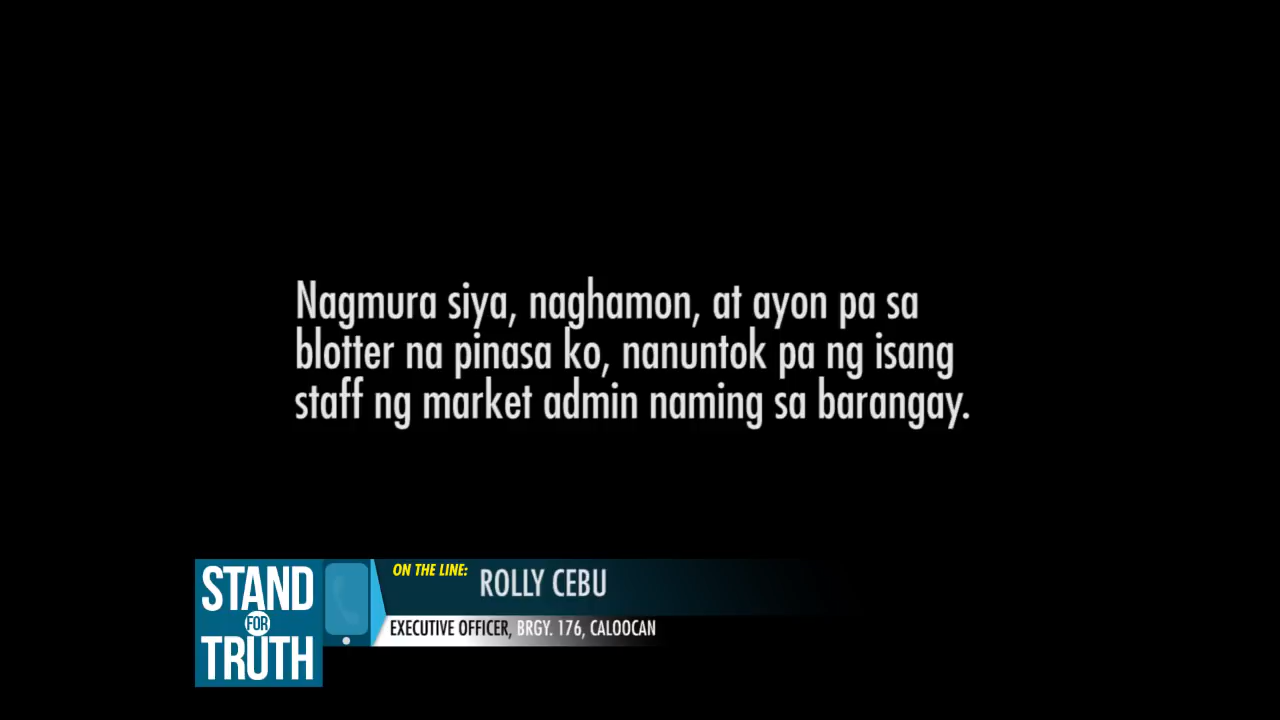 Nagmura siya, naghamon, at ayon pa sa
blotter na pinasa ko, nanuntok pa ng isang
staff ng market admin naming sa barangay.
ON THE LINE: ROLLY CEBU
EXECUTIVE OFFICER, BRGY. 176, CALOOCAN
STAND
FOR
TRUTH